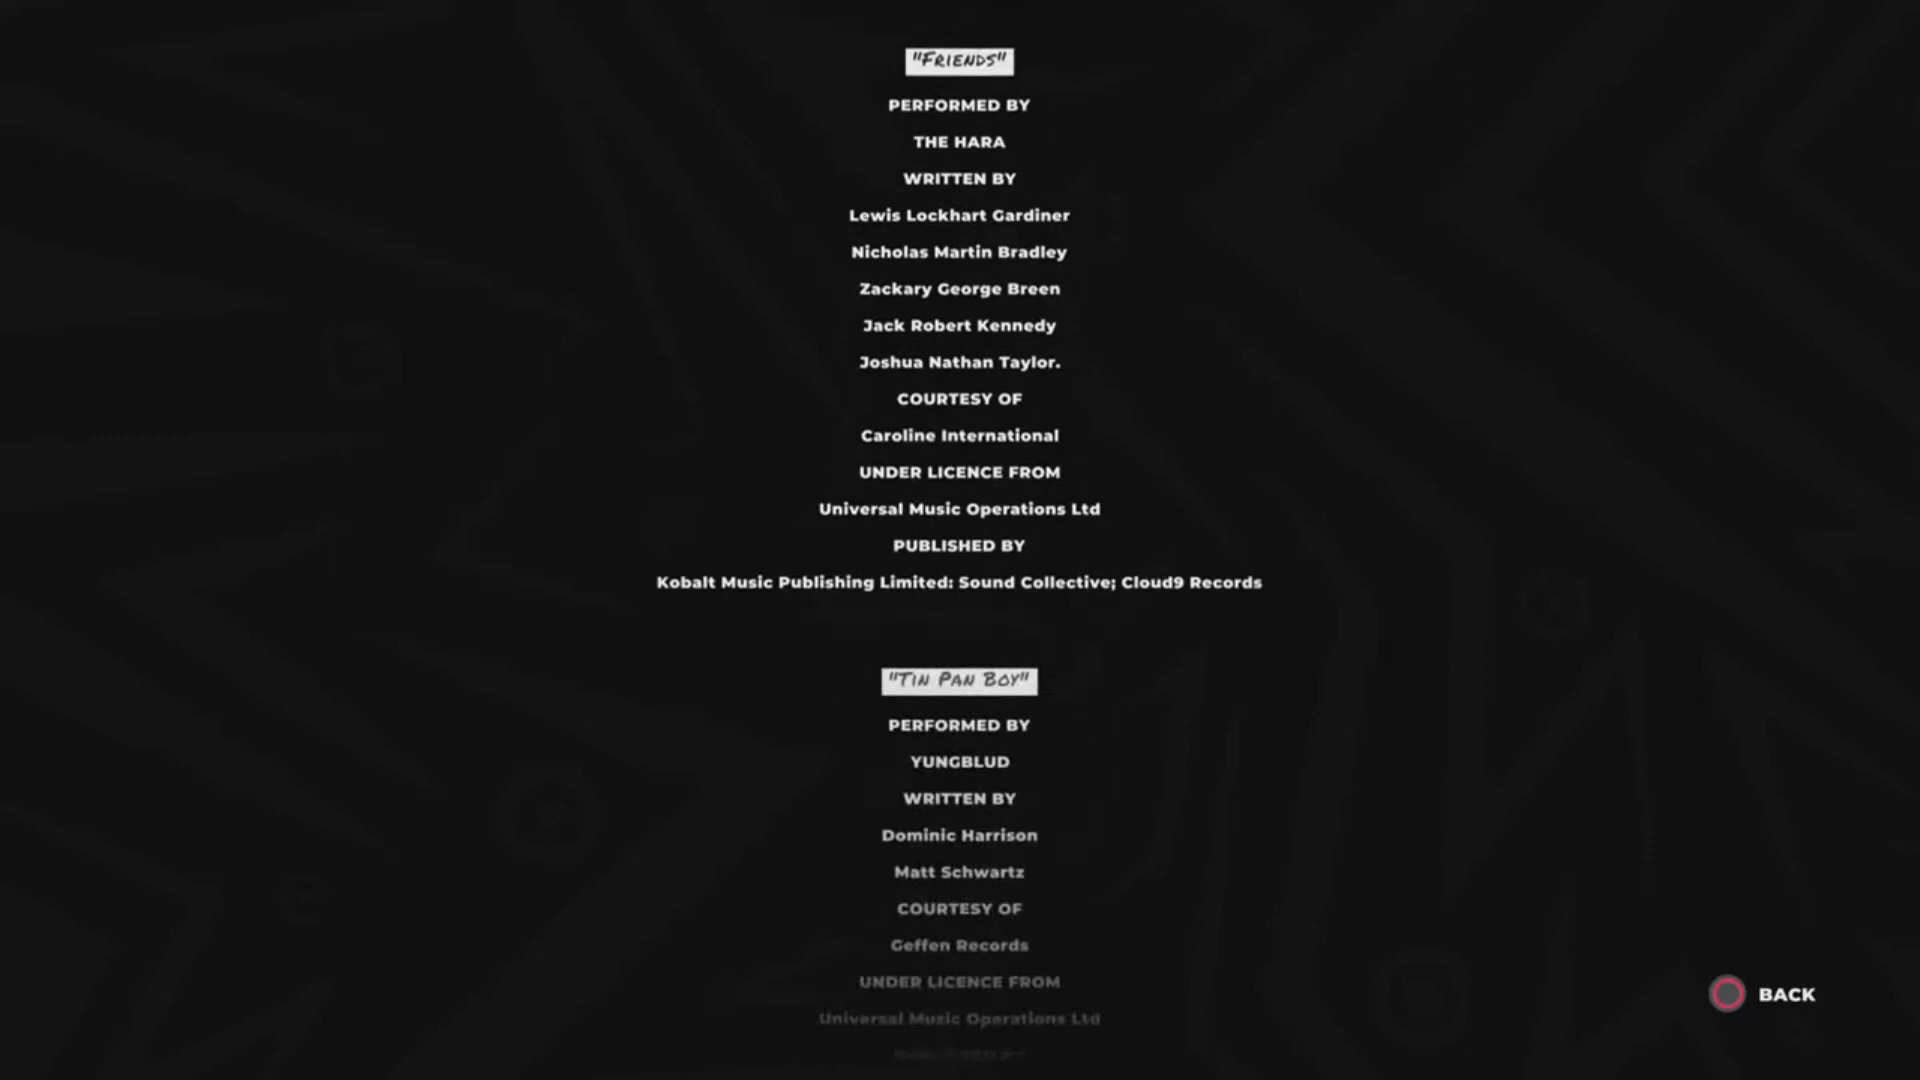 "Friends"
PERFORMED BY
THE HARA
WRITTEN BY
Lewis Lockhart Gardiner
Nicholas Martin Bradley
Zackary George Breen
Jack Robert Kennedy
Joshua Nathan Taylor.
COURTESY OF
Caroline International
UNDER LICENCE FROM
Universal Music Operations Ltd
PUBLISHED BY
Kobalt Music Publishing Limited: Sound Collective; Cloud9 Records
"Tin Pan Boy"
PERFORMED BY
YUNGBLUD
WRITTEN BY
Dominic Harrison
Matt Schwartz
COURTESY OF
Geffen Records
UNDER LICENCE FROM
Universal Music Operations Ltd
BACK